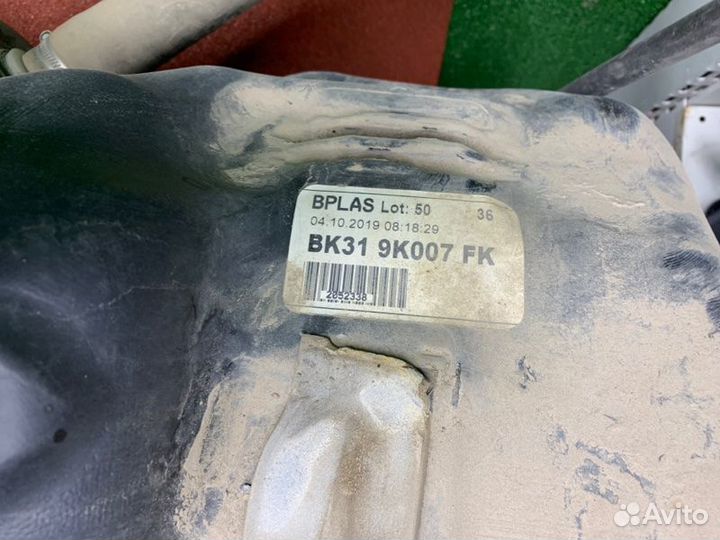 BPLAS Lot: 50 36
04.10.2019 08:18:29
BK31 9K007 FK
2052338
Avito